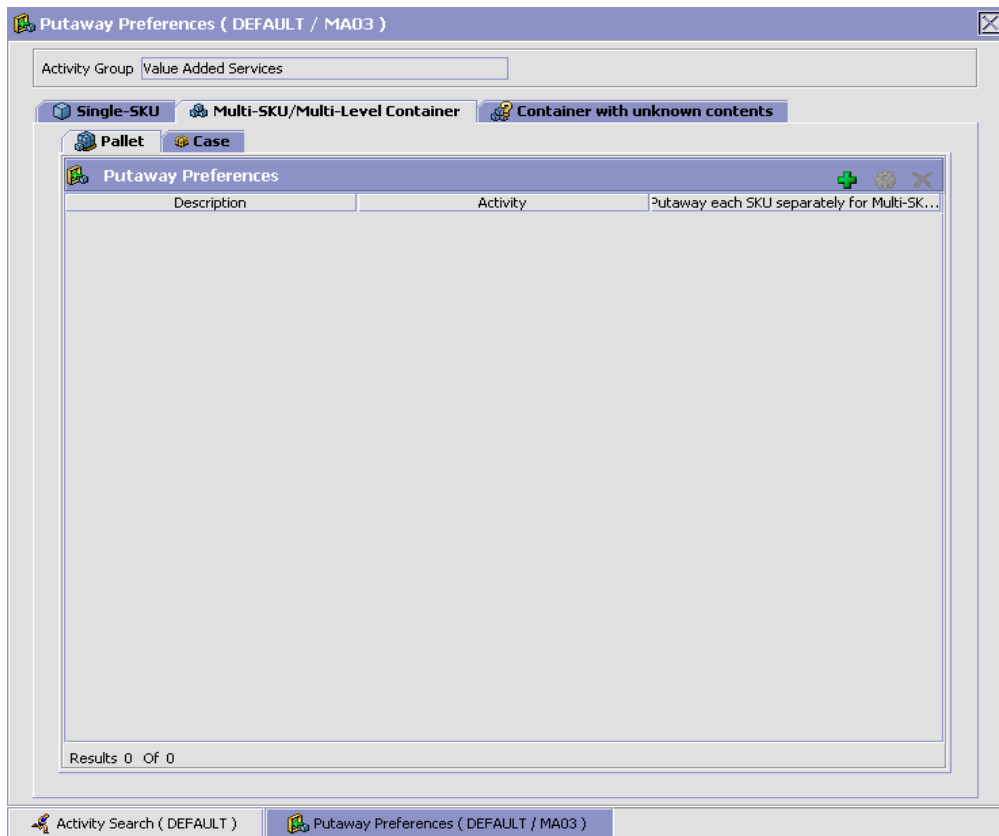 Putaway Preferences ( DEFAULT / MA03 )
Activity Group Value Added Services
Single-SKU Multi-SKU/Multi-Level Container Container with unknown contents
Pallet Case
Putaway Preferences
Description Activity Putaway each SKU separately for Multi-SK...
Results 0 Of 0
Activity Search ( DEFAULT ) Putaway Preferences ( DEFAULT / MA03 )